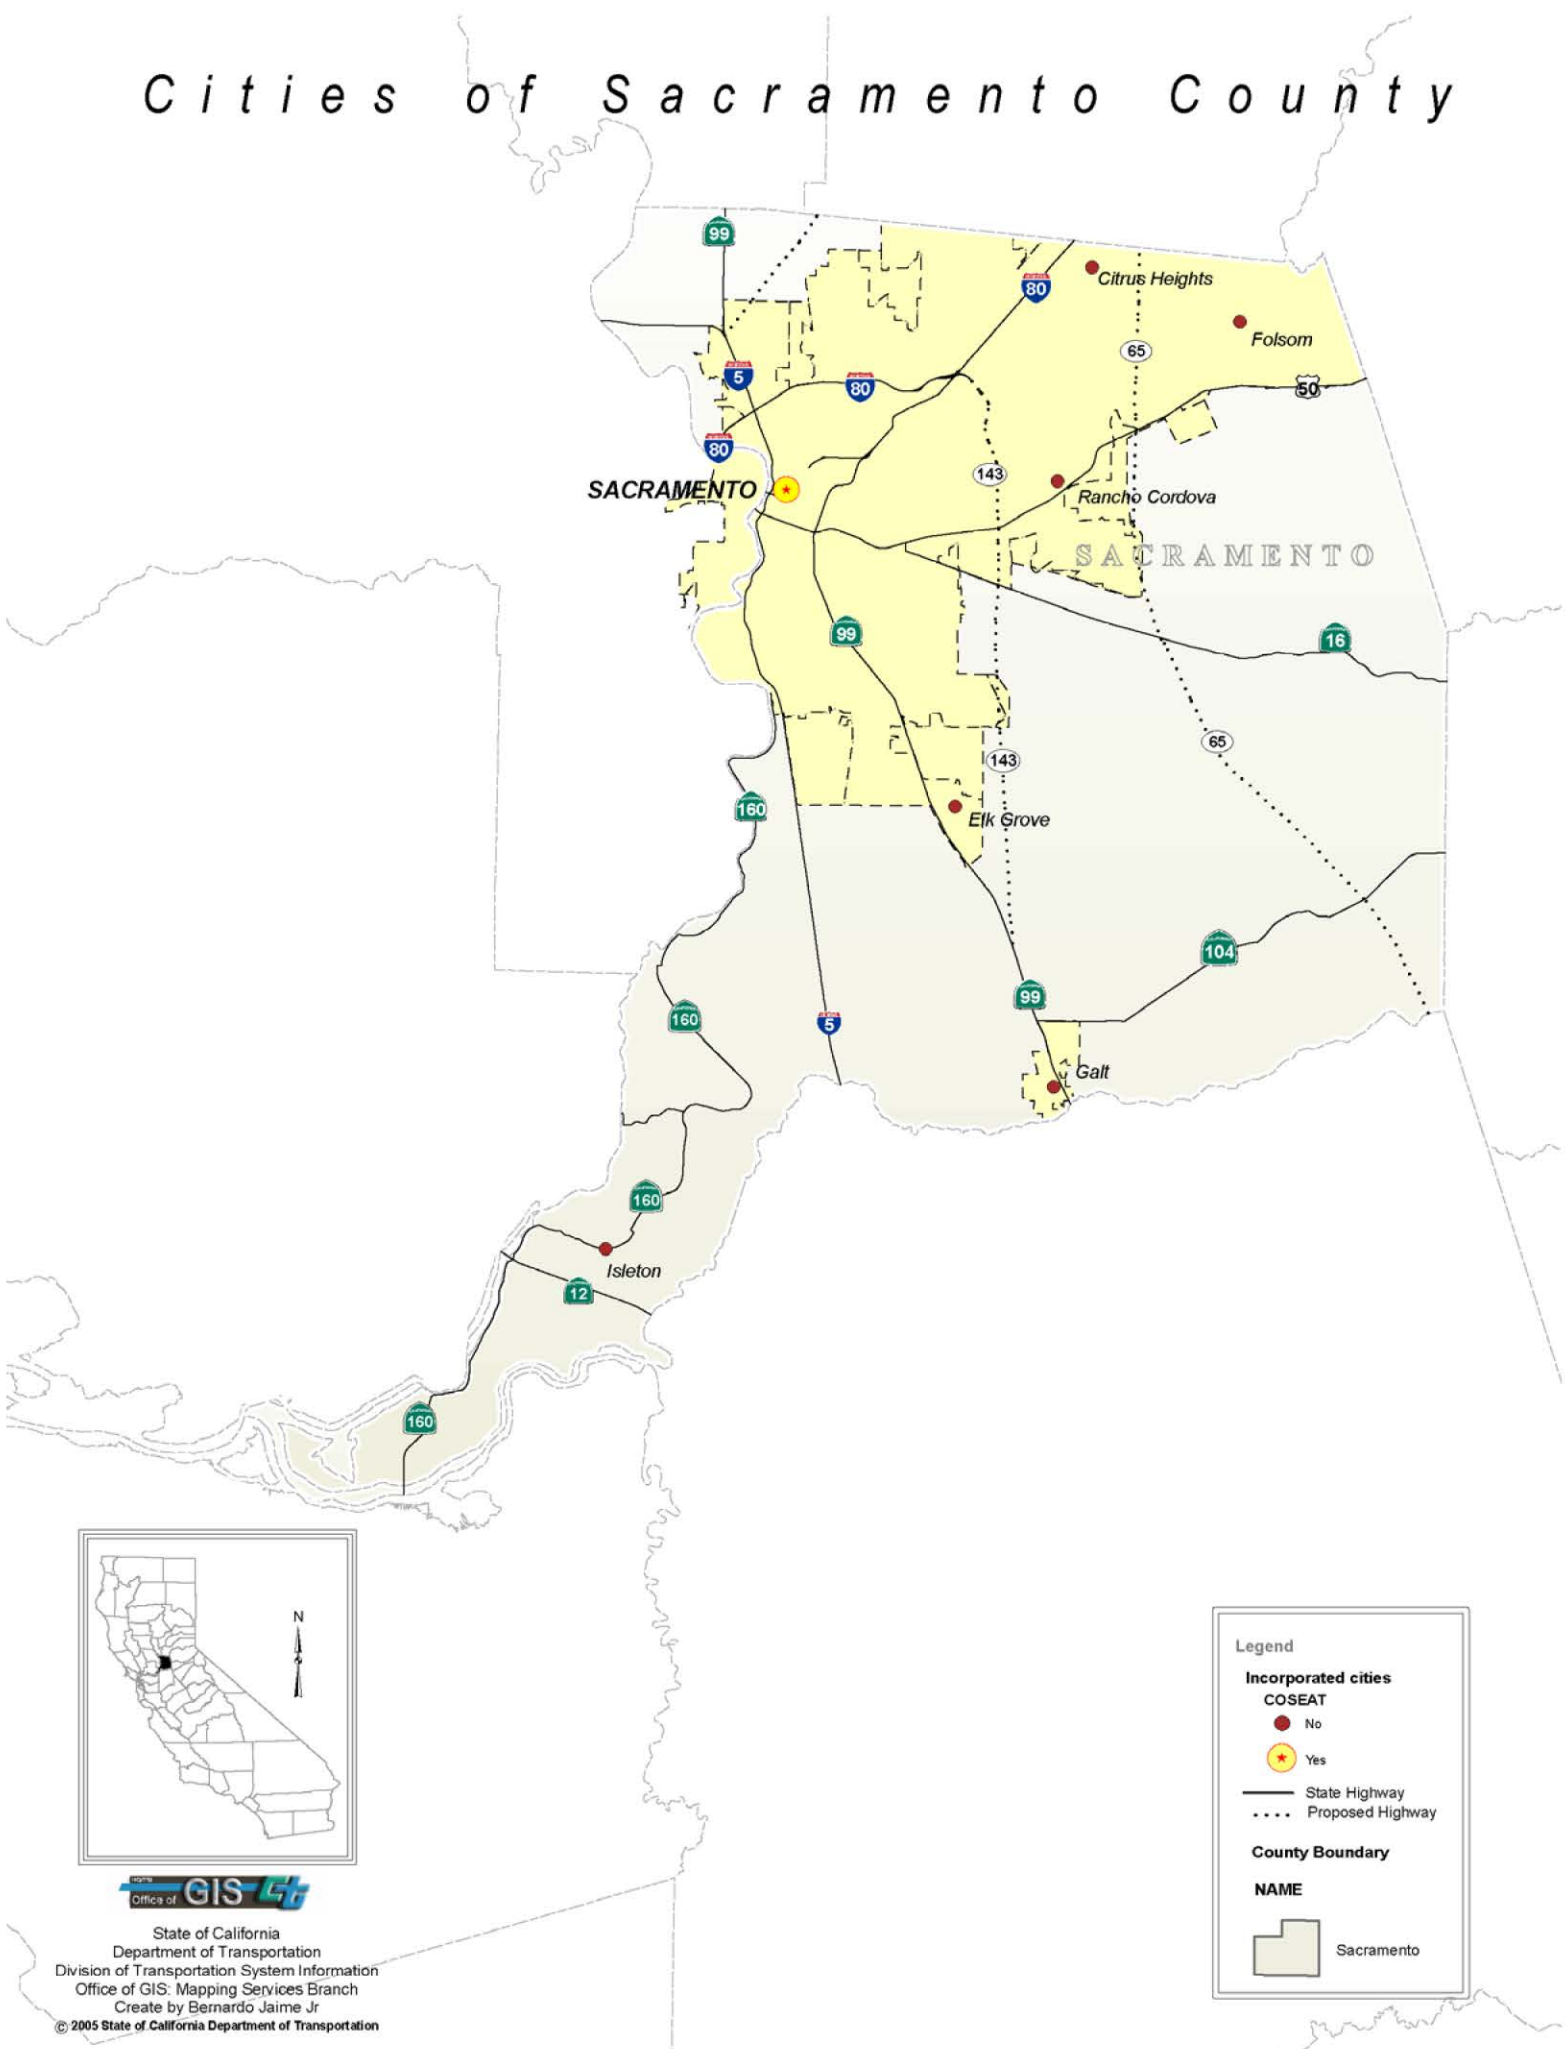 Cities of Sacramento County
99
Citrus Heights
80
Folsom
65
5
80
50
80
143
SACRAMENTO
Rancho Cordova
SACRAMENTO
99
16
65
143
160
Elk Grove
104
99
160
5
Galt
160
Isleton
12
160
N
Legend
Incorporated cities
COSEAT
No
Yes
State Highway
Proposed Highway
County Boundary
NAME
Sacramento
Office of GIS Ct
State of California
Department of Transportation
Division of Transportation System Information
Office of GIS: Mapping Services Branch
Create by Bernardo Jaime Jr
© 2005 State of California Department of Transportation